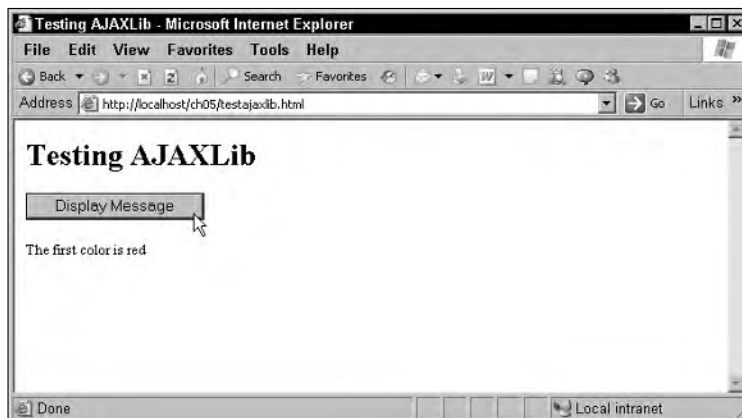 Testing AJAXLib - Microsoft Internet Explorer
File Edit View Favorites Tools Help
Back Search Favorites
Address http://localhost/ch05/testajaxlib.html Go Links »
Testing AJAXLib
Display Message
The first color is red
Done Local intranet